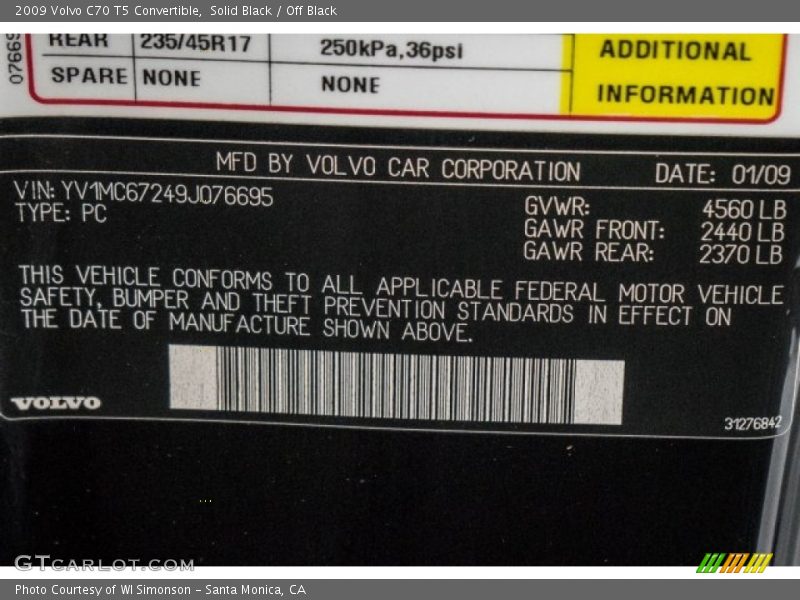 2009 Volvo C70 T5 Convertible, Solid Black / Off Black
REAR 235/45R17 250kPa,36psi ADDITIONAL
SPARE NONE NONE INFORMATION
MFD BY VOLVO CAR CORPORATION DATE: 01/09
VIN: YV1MC67249J076695
TYPE: PC
GVWR: 4560 LB
GAWR FRONT: 2440 LB
GAWR REAR: 2370 LB
THIS VEHICLE CONFORMS TO ALL APPLICABLE FEDERAL MOTOR VEHICLE
SAFETY, BUMPER AND THEFT PREVENTION STANDARDS IN EFFECT ON
THE DATE OF MANUFACTURE SHOWN ABOVE.
VOLVO
31276842
GTCARLOT.COM
Photo Courtesy of WI Simonson – Santa Monica, CA